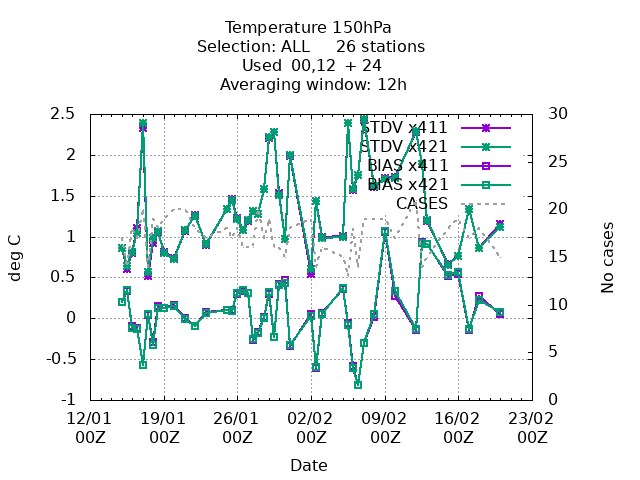 Temperature 150hPa
Selection: ALL     26 stations
Used  00,12  + 24
Averaging window: 12h
2.5
2
1.5
1
0.5
0
-0.5
-1
30
25
20
15
10
5
0
deg C
No cases
STDV x411
STDV x421
BIAS x411
BIAS x421
CASES
12/01 19/01 26/01 02/02 09/02 16/02 23/02
00Z 00Z 00Z 00Z 00Z 00Z 00Z
Date